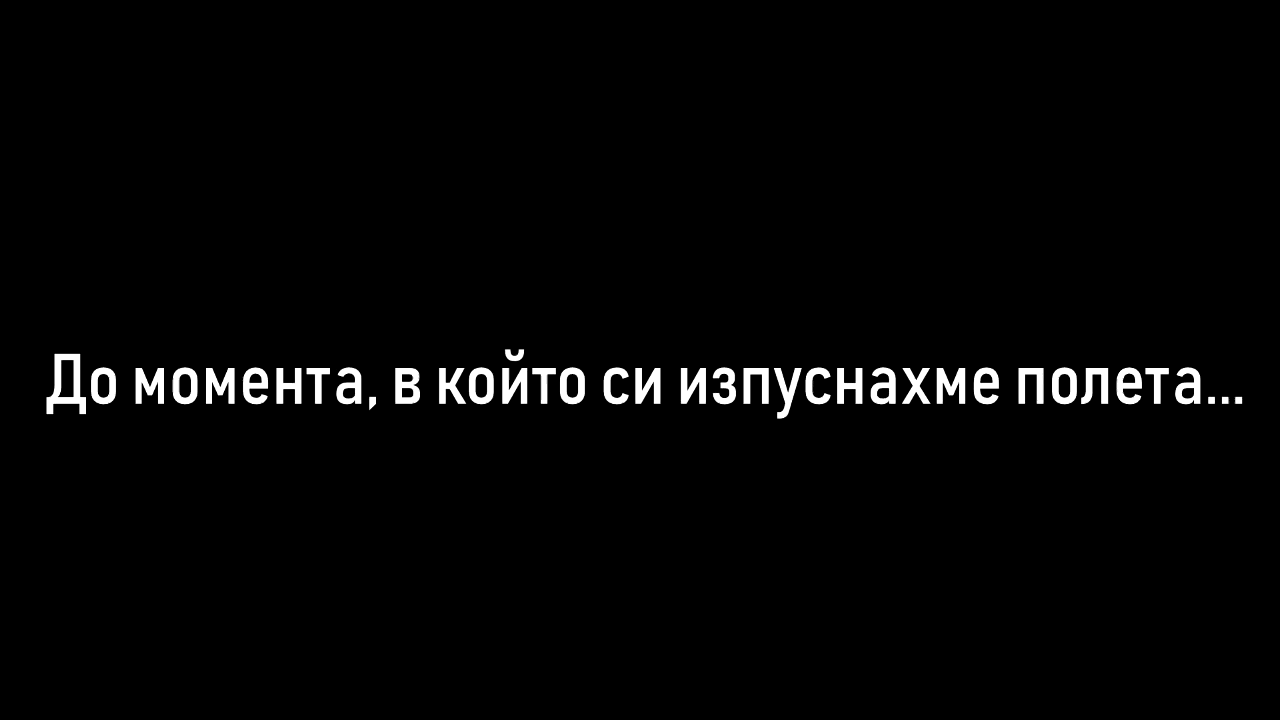 До момента, в който си изпуснахме полета...